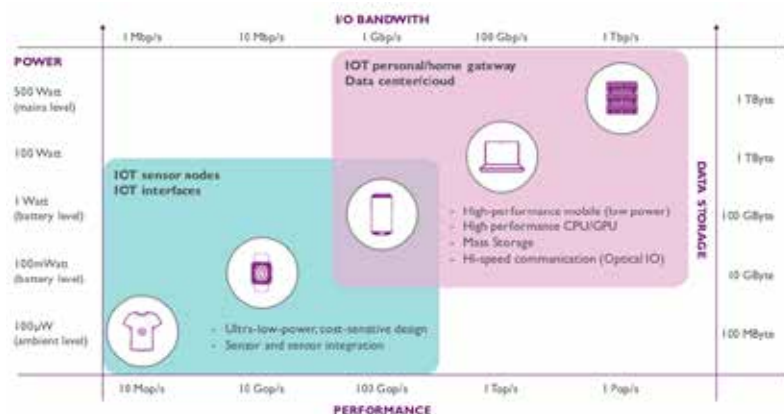 I/O BANDWITH
1 Mbp/s 10 Mbp/s 1 Gbp/s 100 Gbp/s 1 Tbp/s
POWER
500 Watt
(mains level)
100 Watt
1 Watt
(battery level)
100mWatt
(battery level)
100µW
(ambient level)
IOT personal/home gateway
Data center/cloud
IOT sensor nodes
IOT interfaces
- High-performance mobile (low power)
- High performance CPU/GPU
- Mass Storage
- Hi-speed communication (Optical IO)
- Ultra-low-power, cost-sensitive design
- Sensor and sensor integration
1 TByte
1 TByte
100 GByte
10 GByte
100 MByte
DATA STORAGE
10 Mop/s 10 Gop/s 100 Gop/s 1 Top/s 1 Pop/s
PERFORMANCE